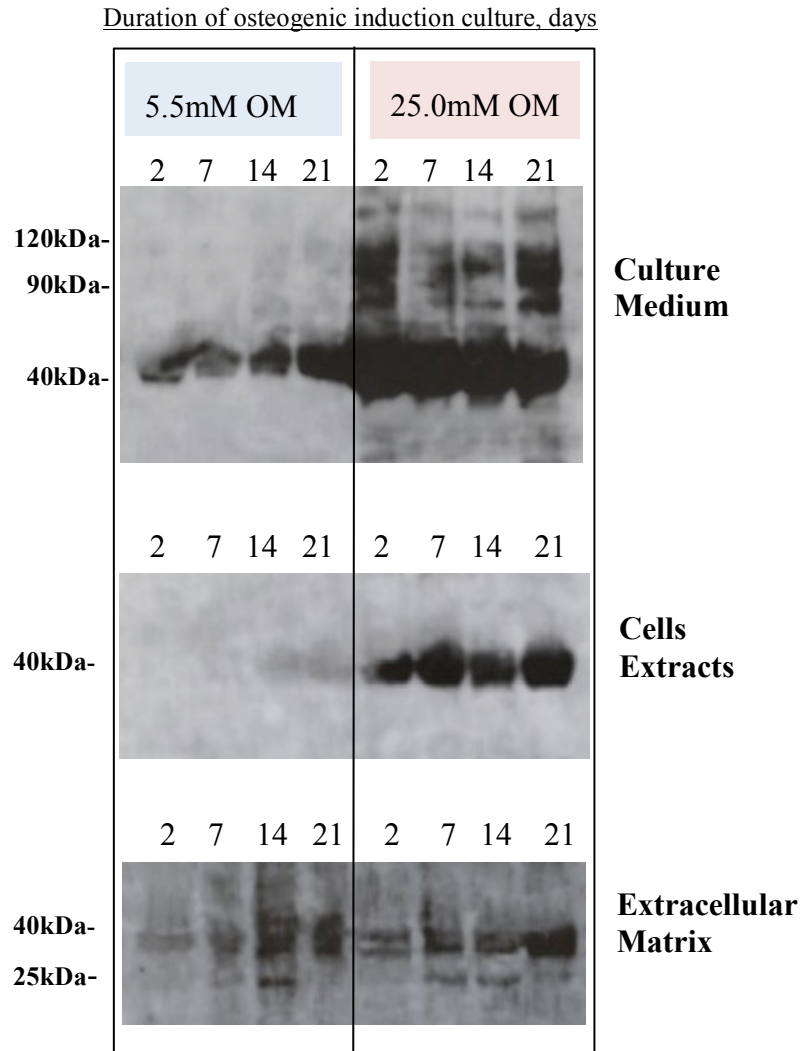 Duration of osteogenic induction culture, days
5.5mM OM 25.0mM OM
2 7 14 21 2 7 14 21
120kDa-
90kDa-
40kDa-
Culture
Medium
2 7 14 21 2 7 14 21
40kDa-
Cells
Extracts
2 7 14 21 2 7 14 21
40kDa-
25kDa-
Extracellular
Matrix